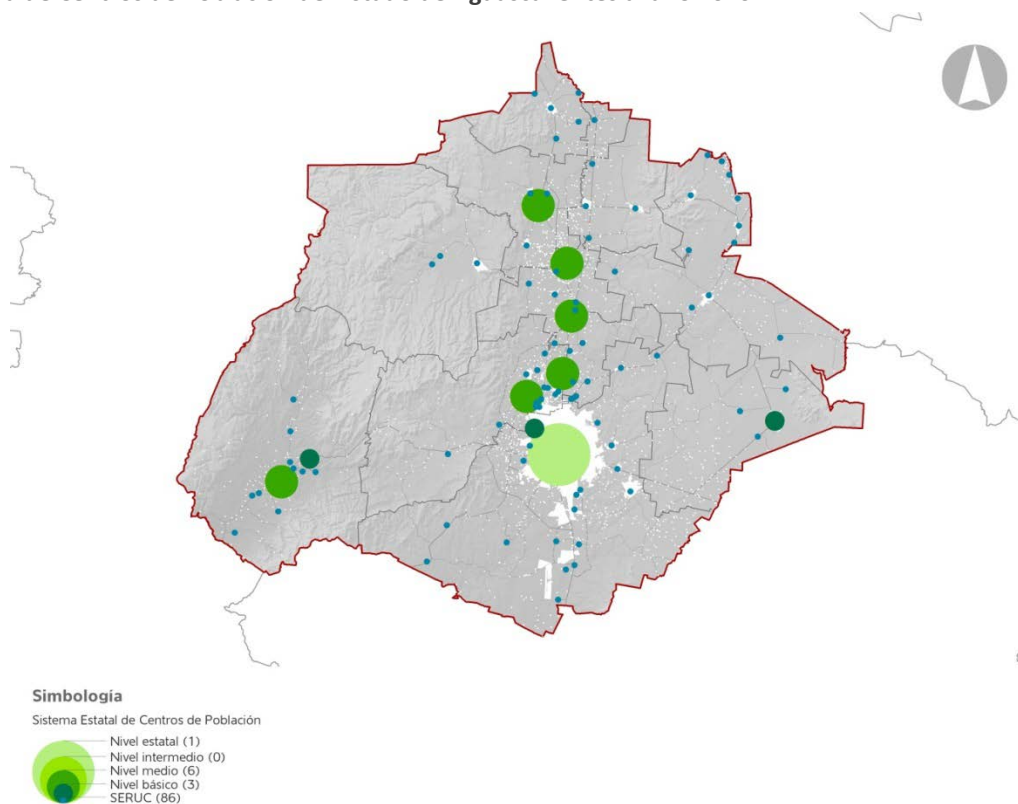 Simbología
Sistema Estatal de Centros de Población
Nivel estatal (1)
Nivel intermedio (0)
Nivel medio (6)
Nivel básico (3)
SERUC (86)